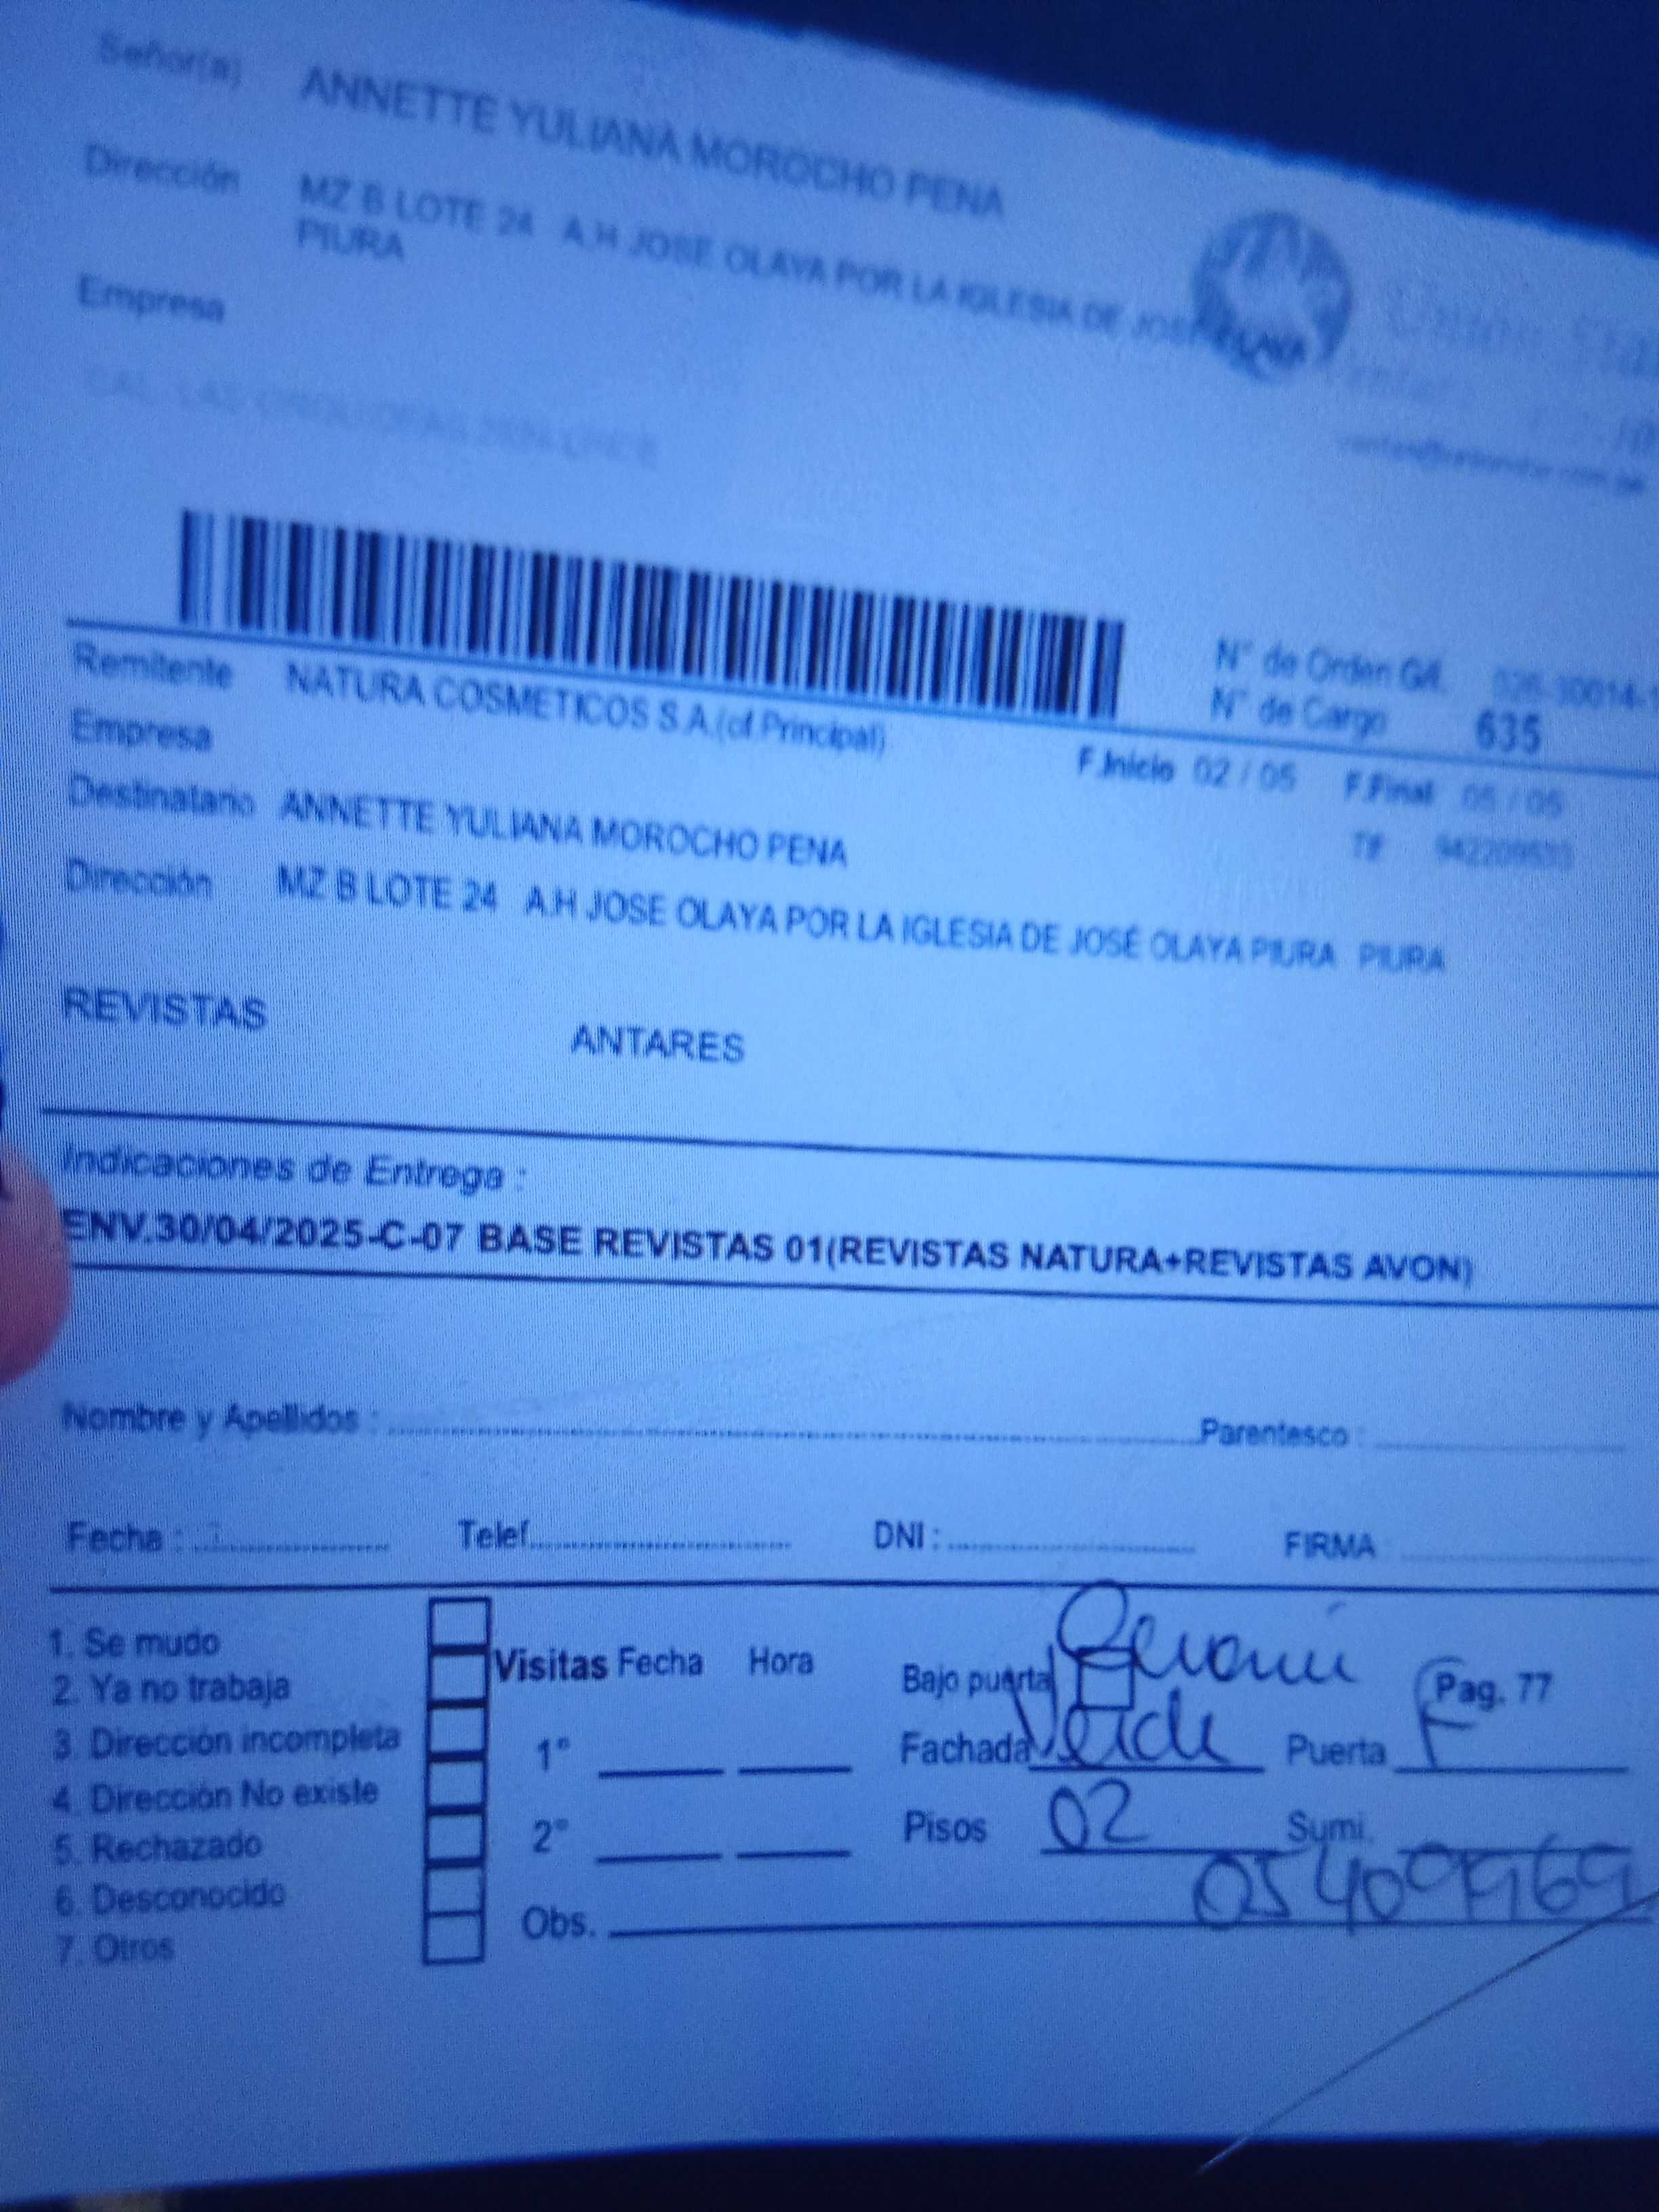 Señor(a) ANNETTE YULIANA MOROCHO PENA
Dirección MZ B LOTE 24 A.H JOSE OLAYA POR LA IGLESIA DE JOSÉ OLAYA
PIURA
Empresa
N° de Orden G/I.
N° de Cargo 635
Remitente NATURA COSMETICOS S.A.(of.Principal)
Empresa
F.Inicio 02 / 05 F.Final 05 / 05
Destinatario ANNETTE YULIANA MOROCHO PENA
Tlf
Dirección MZ B LOTE 24 A.H JOSE OLAYA POR LA IGLESIA DE JOSÉ OLAYA PIURA PIURA
REVISTAS ANTARES
Indicaciones de Entrega :
ENV.30/04/2025-C-07 BASE REVISTAS 01(REVISTAS NATURA+REVISTAS AVON)
Nombre y Apellidos : Parentesco :
Fecha : Telef. DNI : FIRMA
1. Se mudo
2. Ya no trabaja
3. Dirección incompleta
4. Dirección No existe
5. Rechazado
6. Desconocido
7. Otros
Visitas Fecha Hora
1°
2°
Obs.
Bajo puerta Pag. 77
Fachada Verde Puerta F
Pisos 02 Sumi.